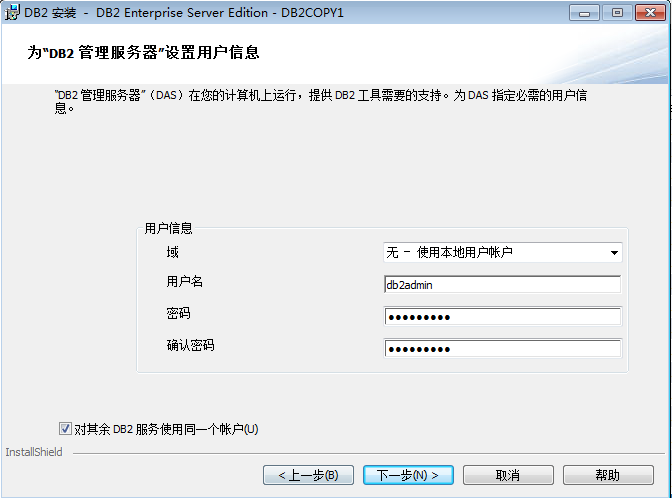 DB2 安装 - DB2 Enterprise Server Edition - DB2COPY1
为“DB2 管理服务器”设置用户信息
“DB2 管理服务器”（DAS）在您的计算机上运行，提供 DB2 工具需要的支持。为 DAS 指定必需的用户信
息。
用户信息
域
无 - 使用本地用户帐户
用户名
db2admin
密码
●●●●●●●●●
确认密码
●●●●●●●●●
对其余 DB2 服务使用同一个帐户(U)
InstallShield
< 上一步(B)
下一步(N) >
取消
帮助